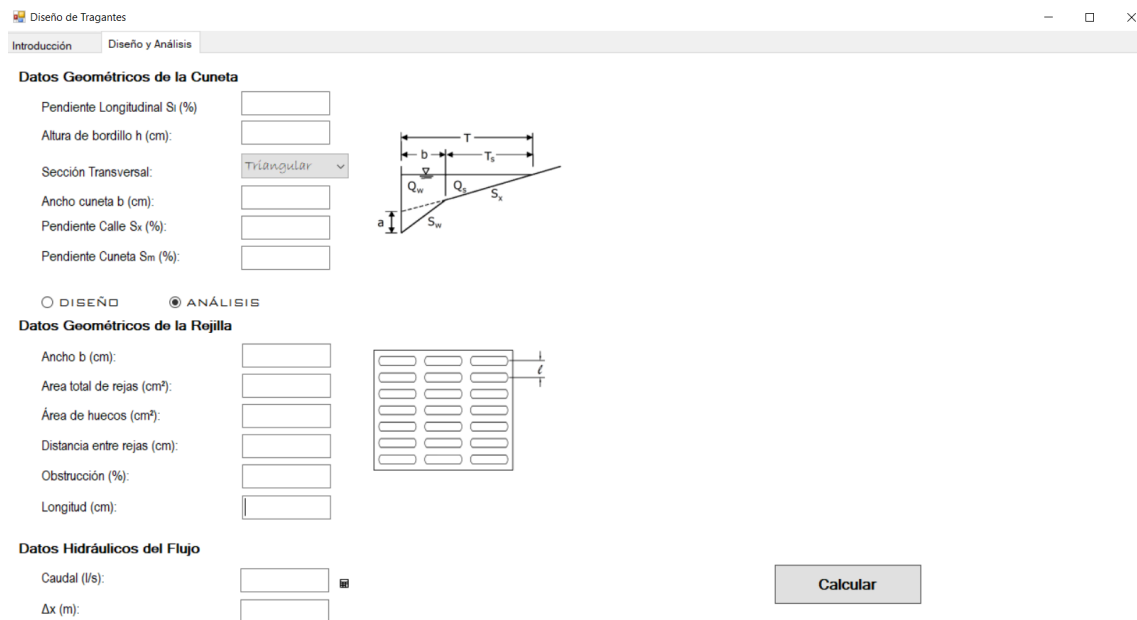 Diseño de Tragantes
Introducción
Diseño y Análisis
Datos Geométricos de la Cuneta
Pendiente Longitudinal Sl (%)
Altura de bordillo h (cm):
Sección Transversal:
Triangular
Ancho cuneta b (cm):
Pendiente Calle Sx (%):
Pendiente Cuneta Sm (%):
T
b
Ts
Qw
Qs
Sx
a
Sw
DISEÑO
ANÁLISIS
Datos Geométricos de la Rejilla
Ancho b (cm):
Area total de rejas (cm²):
Área de huecos (cm²):
Distancia entre rejas (cm):
Obstrucción (%):
Longitud (cm):
ℓ
Datos Hidráulicos del Flujo
Caudal (l/s):
Δx (m):
Calcular